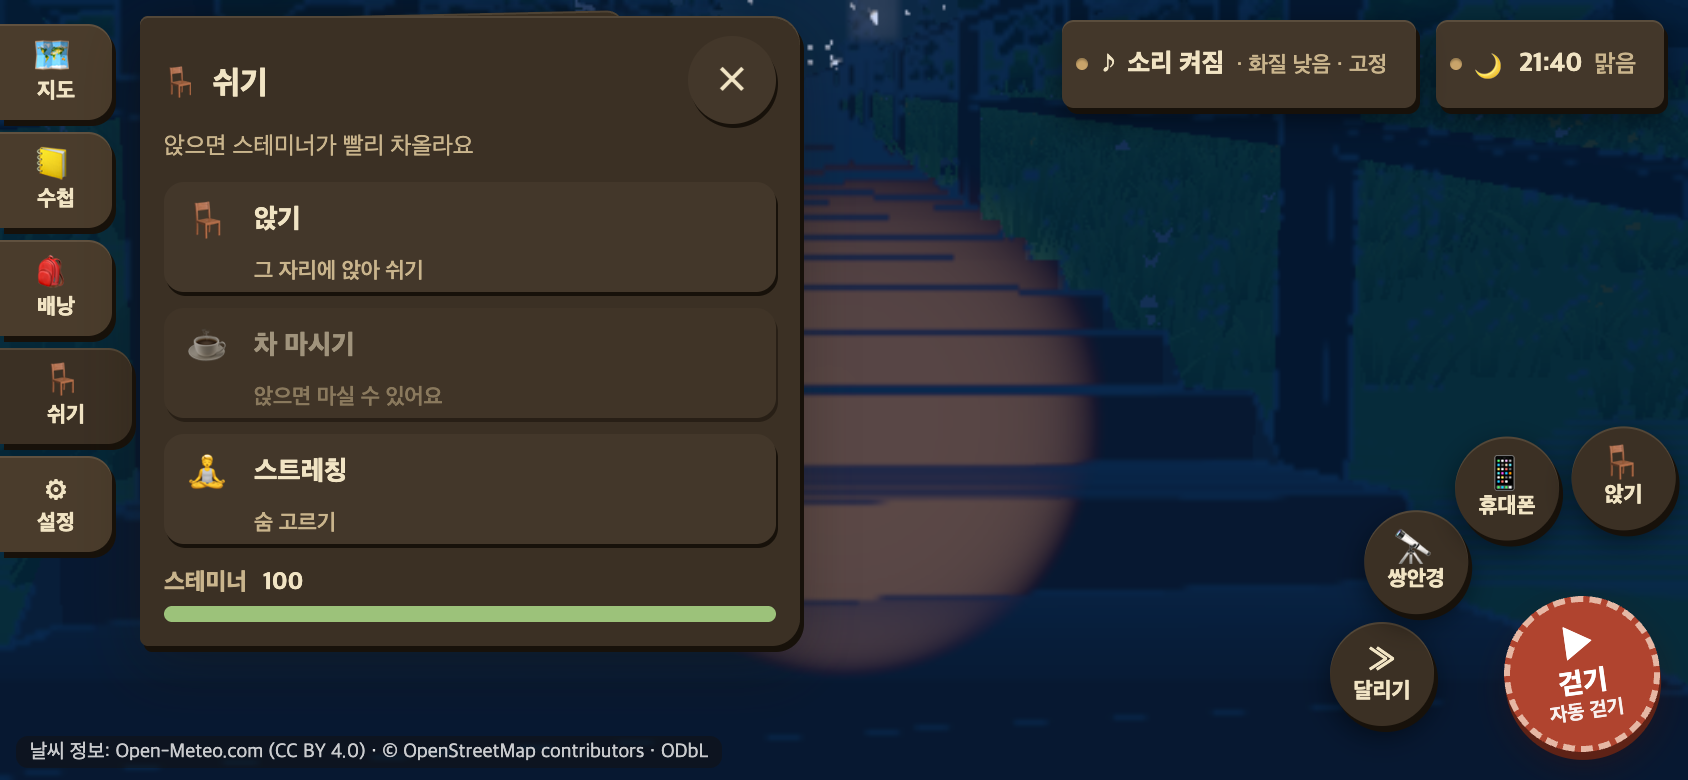 지도
수첩
배낭
쉬기
설정
쉬기
앉으면 스테미너가 빨리 차올라요
앉기
그 자리에 앉아 쉬기
차 마시기
앉으면 마실 수 있어요
스트레칭
숨 고르기
스테미너 100
♪ 소리 켜짐 · 화질 낮음 · 고정
21:40 맑음
휴대폰
앉기
쌍안경
달리기
걷기
자동 걷기
날씨 정보: Open-Meteo.com (CC BY 4.0) · © OpenStreetMap contributors · ODbL